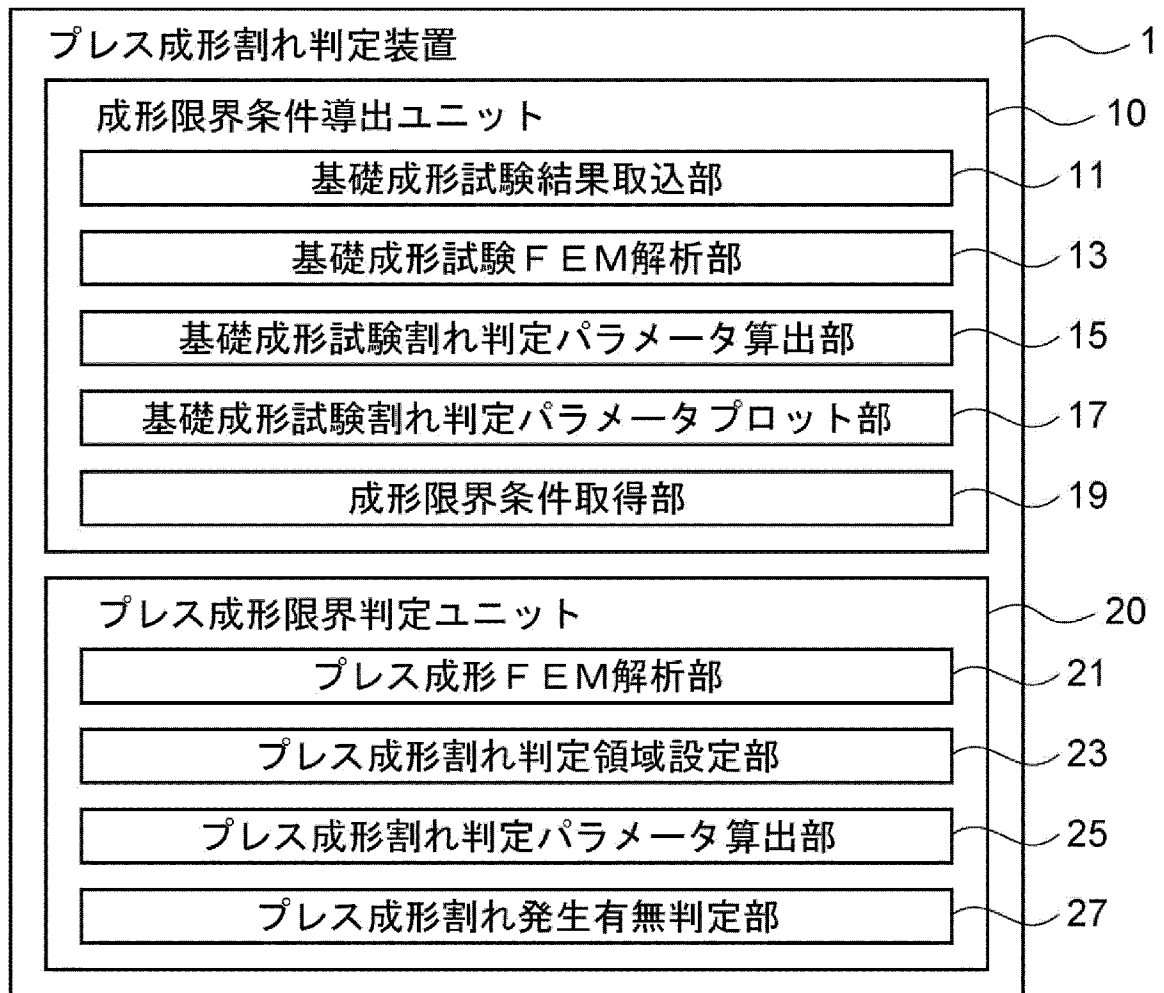 プレス成形割れ判定装置 1
成形限界条件導出ユニット 10
基礎成形試験結果取込部 11
基礎成形試験ＦＥＭ解析部 13
基礎成形試験割れ判定パラメータ算出部 15
基礎成形試験割れ判定パラメータプロット部 17
成形限界条件取得部 19
プレス成形限界判定ユニット 20
プレス成形ＦＥＭ解析部 21
プレス成形割れ判定領域設定部 23
プレス成形割れ判定パラメータ算出部 25
プレス成形割れ発生有無判定部 27